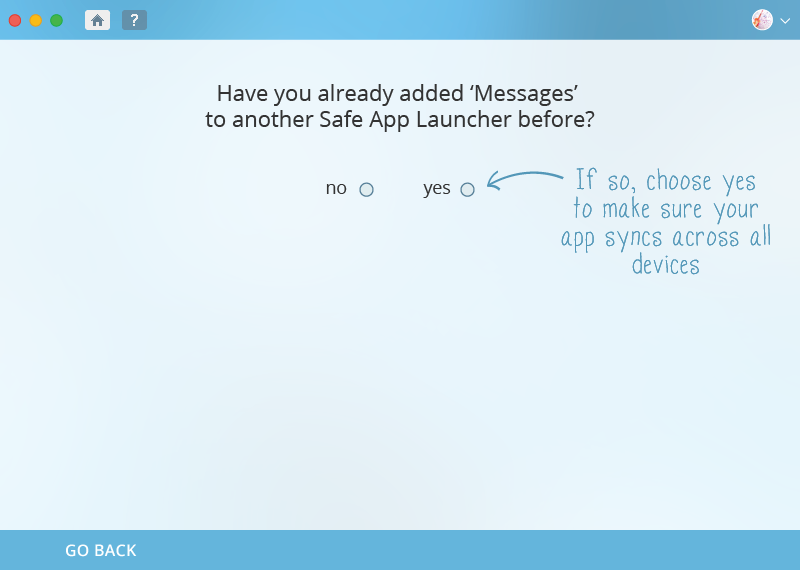 ?
Have you already added ‘Messages’
to another Safe App Launcher before?
no yes
If so, choose yes
to make sure your
app syncs across all
devices
GO BACK